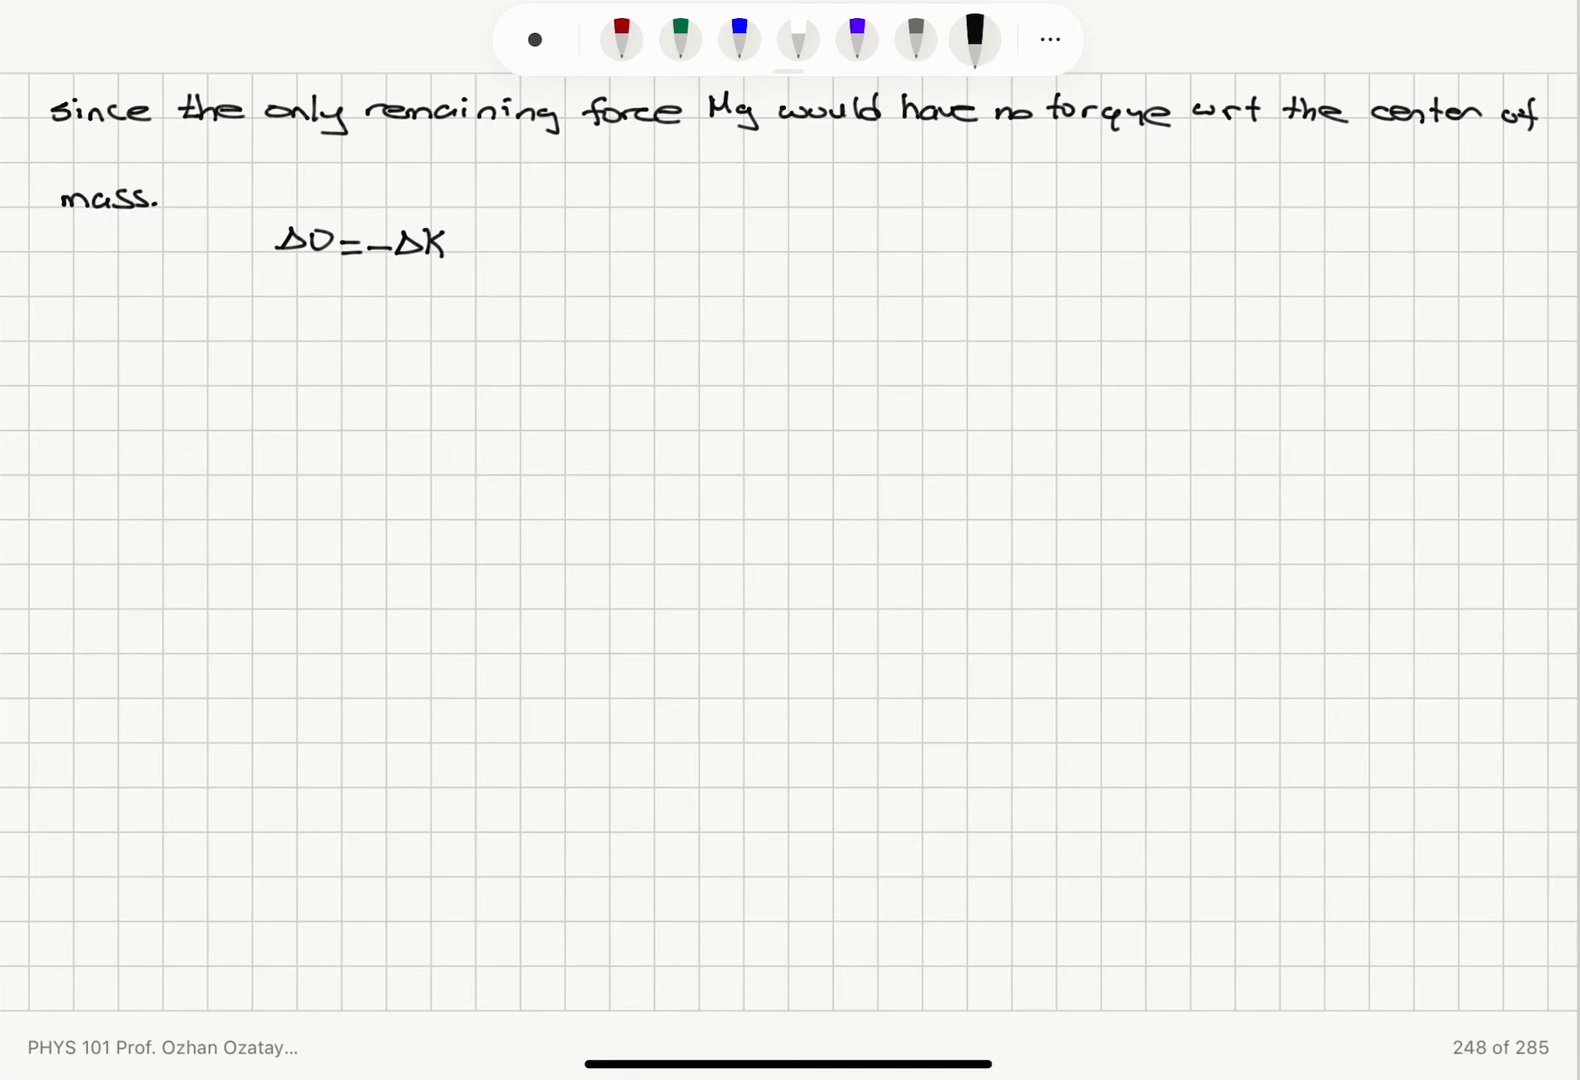 since the only remaining force Mg would have no torque wrt the center of
mass.
ΔU=-ΔK
PHYS 101 Prof. Ozhan Ozatay...
248 of 285